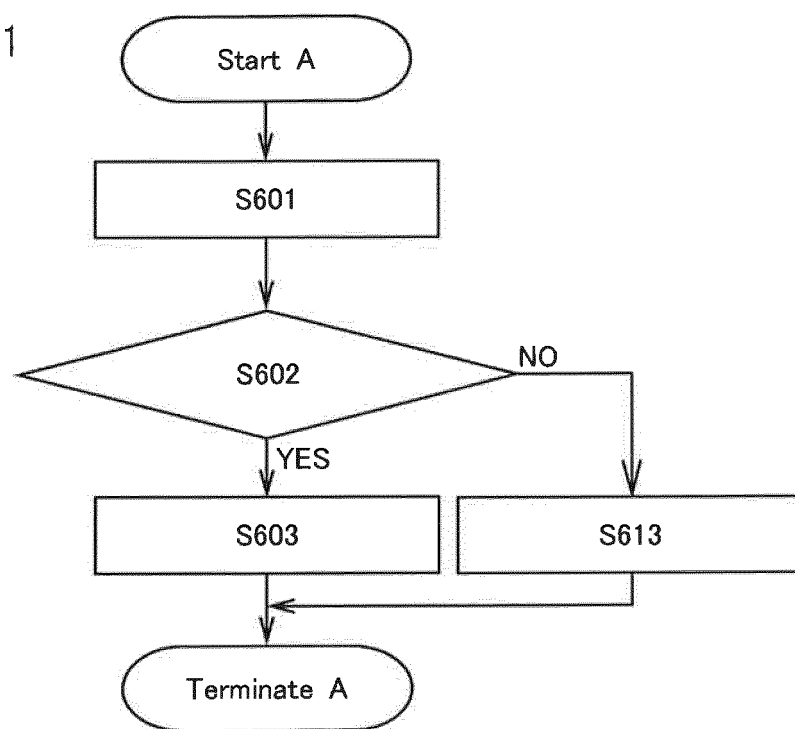 1
Start A
S601
S602
NO
YES
S603
S613
Terminate A